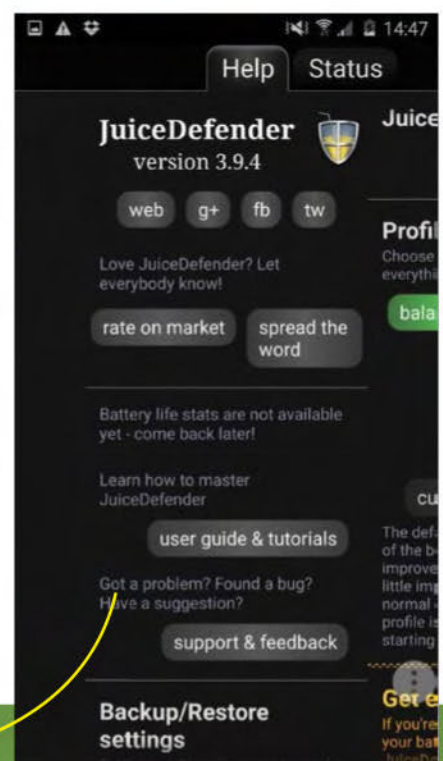 14:47
Help Status
JuiceDefender
version 3.9.4
web g+ fb tw
Love JuiceDefender? Let
everybody know!
rate on market
spread the
word
Battery life stats are not available
yet - come back later!
Learn how to master
JuiceDefender
user guide & tutorials
Got a problem? Found a bug?
Have a suggestion?
support & feedback
Backup/Restore
settings
Juice
Profi
Choose
everythi
bala
cu
The def
of the b
improve
little im
normal
profile is
starting
Get e
If you're
your bat